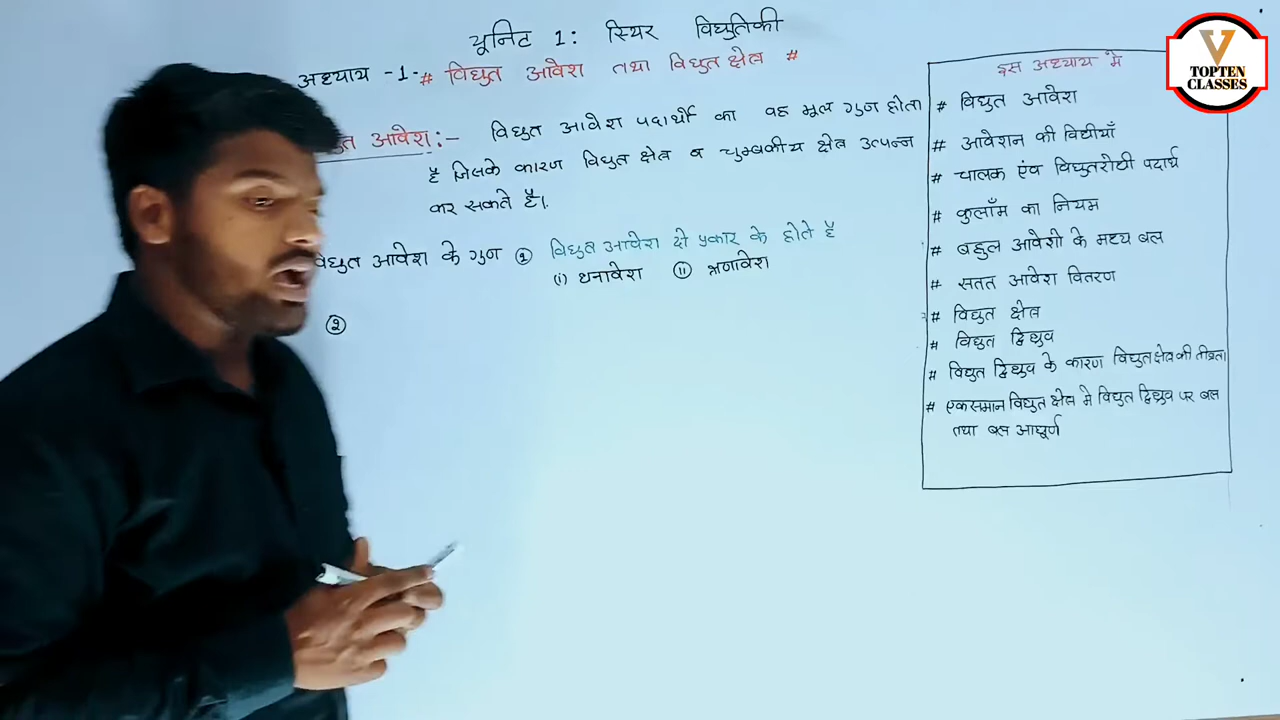 यूनिट 1: स्थिर विद्युतिकी
अध्याय -1- # विद्युत आवेश तथा विद्युत क्षेत्र #
आवेश:- विद्युत आवेश पदार्थो का वह मूल गुण होता
है जिसके कारण विद्युत क्षेत्र व चुम्बकीय क्षेत्र उत्पन्न
कर सकते है।
विद्युत आवेश के गुण ① विद्युत आवेश दो प्रकार के होते है
(i) धनावेश (ii) ऋणावेश
②
इस अध्याय मे
# विद्युत आवेश
# आवेशन की विधीयाँ
# चालक एंव विद्युतरोधी पदार्थ
# कुलाँम का नियम
# बहुल आवेशो के मध्य बल
# सतत आवेश वितरण
# विद्युत क्षेत्र
# विद्युत द्विध्रुव
# विद्युत द्विध्रुव के कारण विद्युत क्षेत्र की तीव्रता
# एकसमान विद्युत क्षेत्र मे विद्युत द्विध्रुव पर बल
तथा बल आघूर्ण
V
TOPTEN
CLASSES